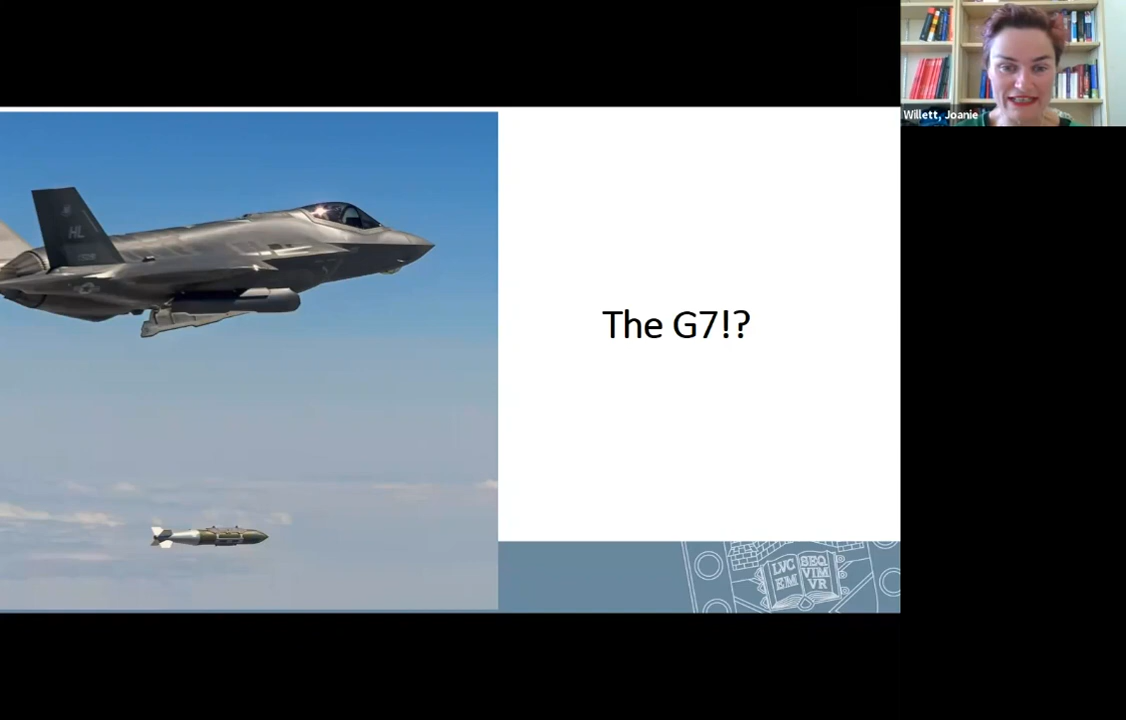 Willett, Joanie
HL
The G7!?
LVC
EM
SEQ
VIM
VR